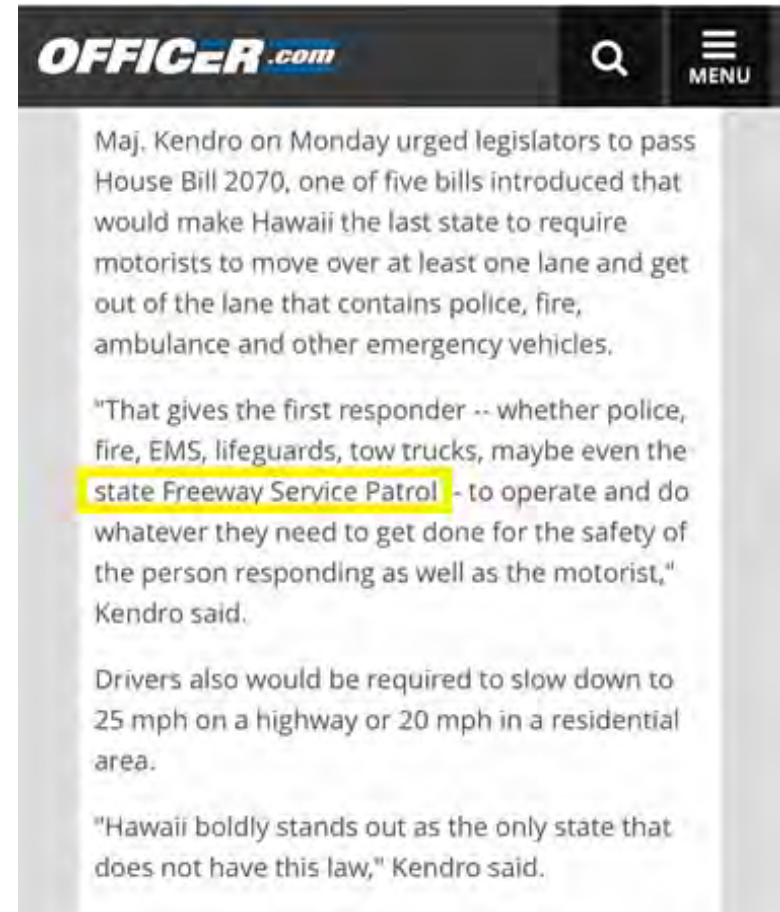 OFFICER.com
MENU
Maj. Kendro on Monday urged legislators to pass
House Bill 2070, one of five bills introduced that
would make Hawaii the last state to require
motorists to move over at least one lane and get
out of the lane that contains police, fire,
ambulance and other emergency vehicles.
"That gives the first responder -- whether police,
fire, EMS, lifeguards, tow trucks, maybe even the
state Freeway Service Patrol - to operate and do
whatever they need to get done for the safety of
the person responding as well as the motorist,"
Kendro said.
Drivers also would be required to slow down to
25 mph on a highway or 20 mph in a residential
area.
"Hawaii boldly stands out as the only state that
does not have this law," Kendro said.